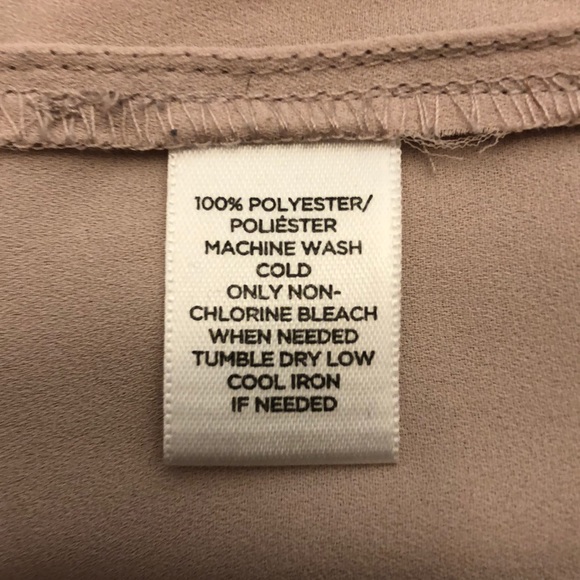 100% POLYESTER/
POLIÉSTER
MACHINE WASH
COLD
ONLY NON-
CHLORINE BLEACH
WHEN NEEDED
TUMBLE DRY LOW
COOL IRON
IF NEEDED